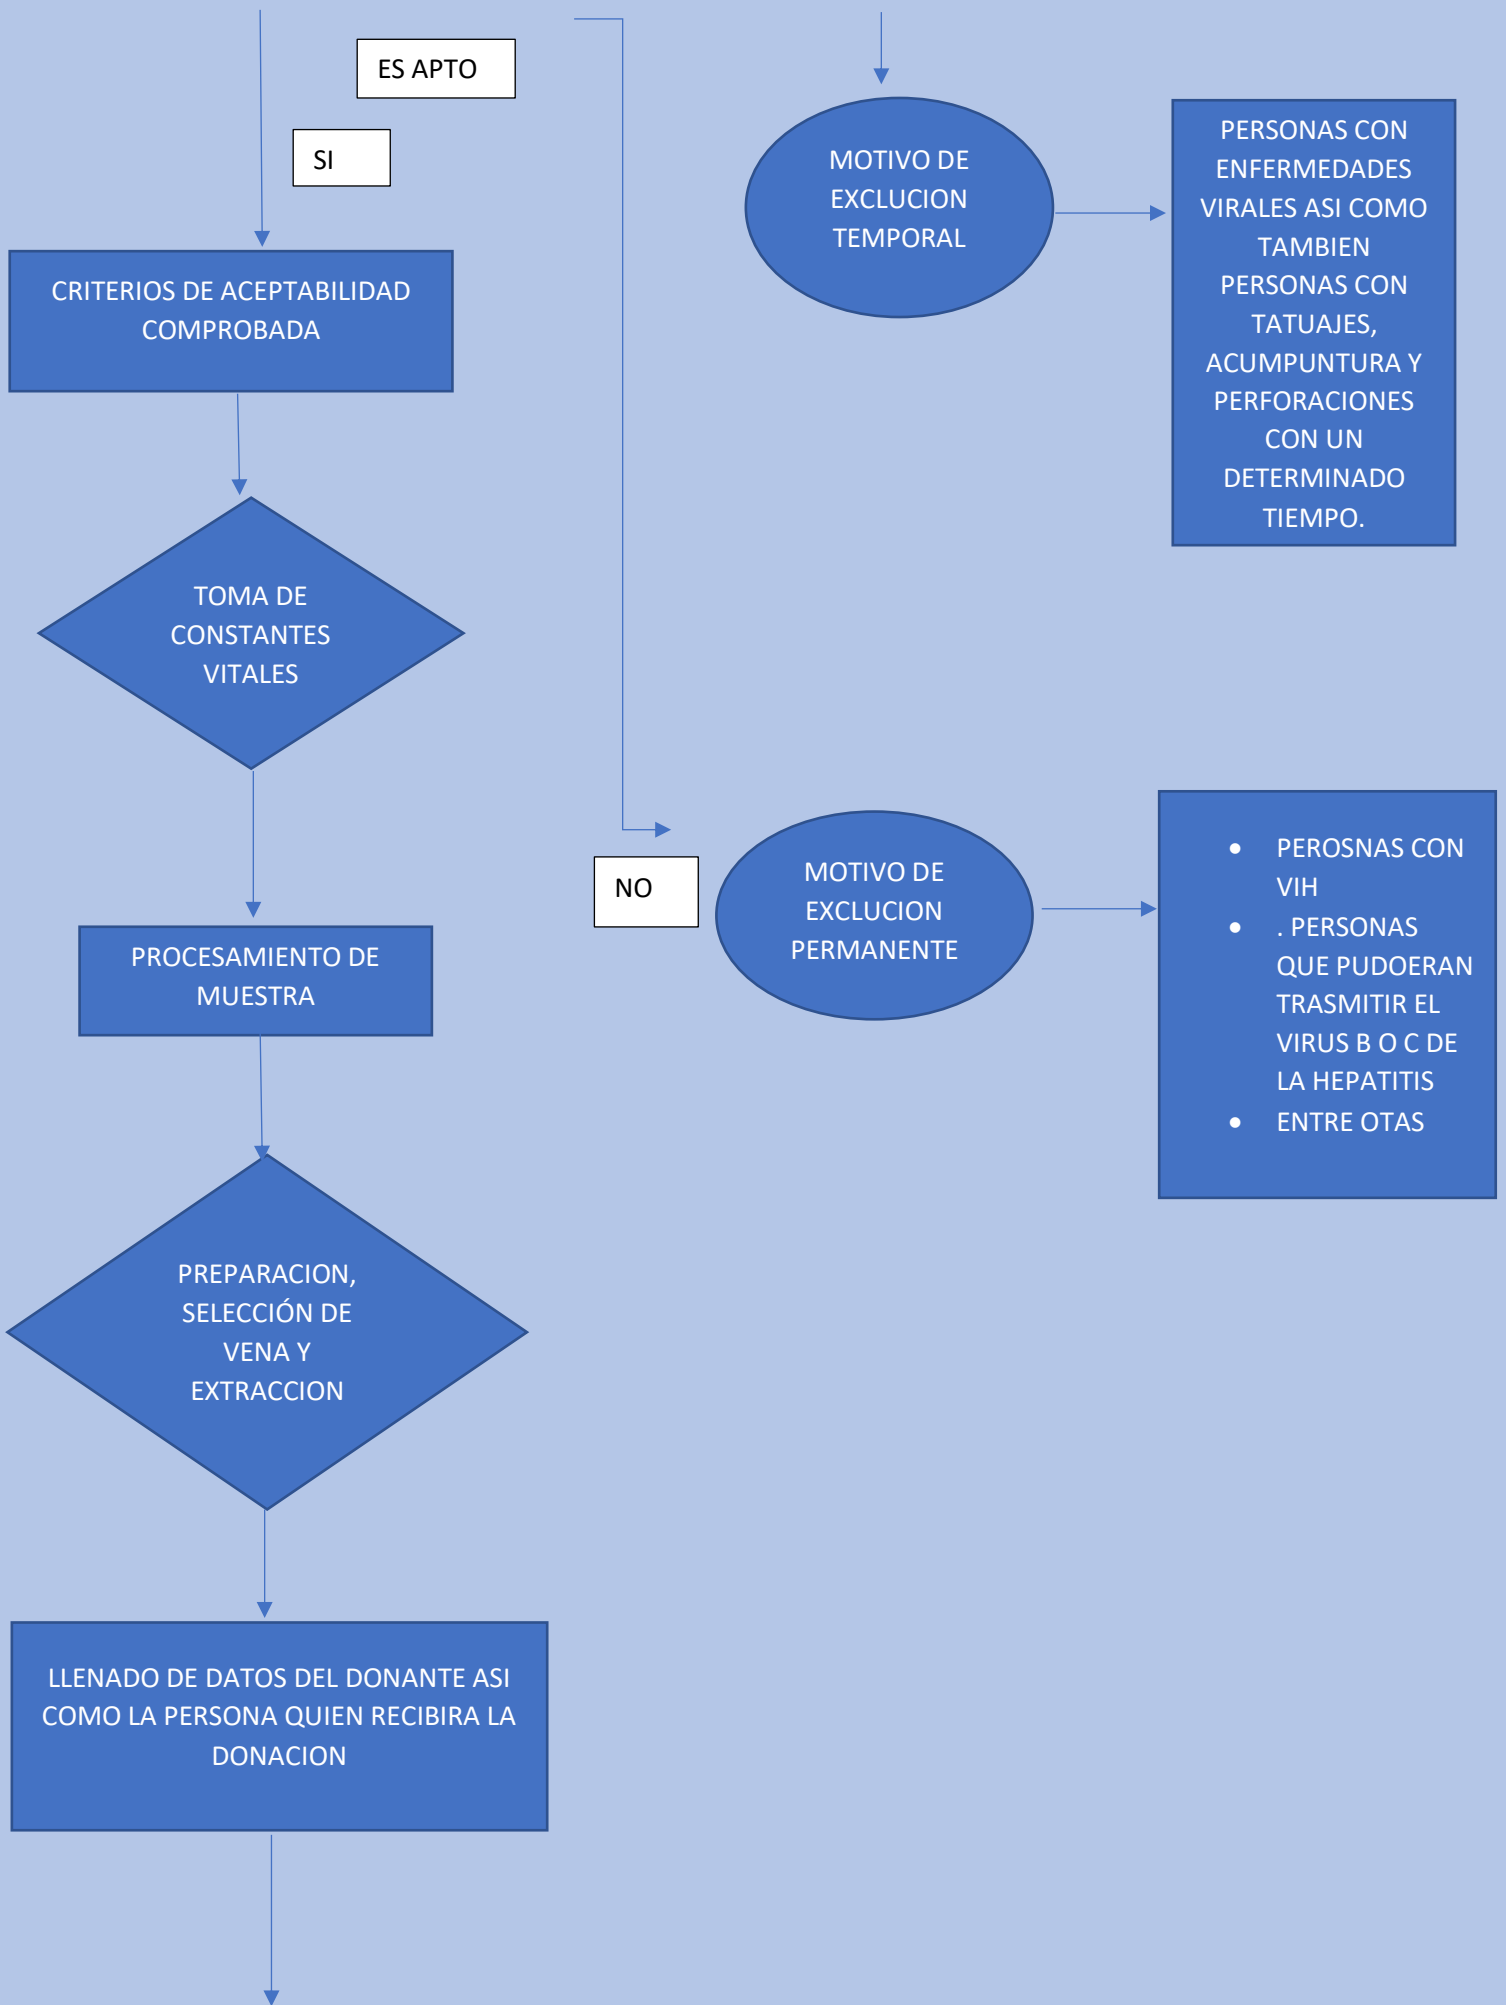 ES APTO
SI
CRITERIOS DE ACEPTABILIDAD
COMPROBADA
TOMA DE
CONSTANTES
VITALES
PROCESAMIENTO DE
MUESTRA
PREPARACION,
SELECCIÓN DE
VENA Y
EXTRACCION
LLENADO DE DATOS DEL DONANTE ASI
COMO LA PERSONA QUIEN RECIBIRA LA
DONACION
MOTIVO DE
EXCLUCION
TEMPORAL
PERSONAS CON
ENFERMEDADES
VIRALES ASI COMO
TAMBIEN
PERSONAS CON
TATUAJES,
ACUMPUNTURA Y
PERFORACIONES
CON UN
DETERMINADO
TIEMPO.
NO
MOTIVO DE
EXCLUCION
PERMANENTE
• PEROSNAS CON
VIH
• . PERSONAS
QUE PUDOERAN
TRASMITIR EL
VIRUS B O C DE
LA HEPATITIS
• ENTRE OTAS